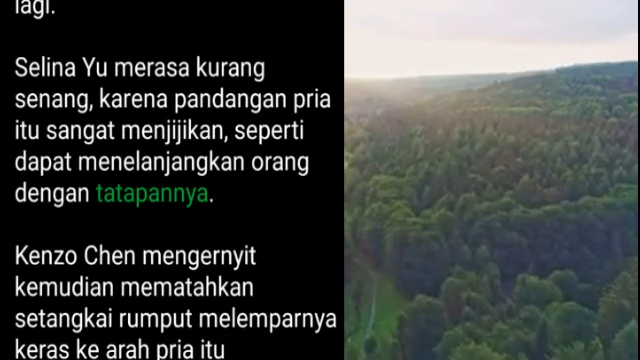 lagi.
Selina Yu merasa kurang
senang, karena pandangan pria
itu sangat menjijikan, seperti
dapat menelanjangkan orang
dengan tatapannya.
Kenzo Chen mengernyit
kemudian mematahkan
setangkai rumput melemparnya
keras ke arah pria itu